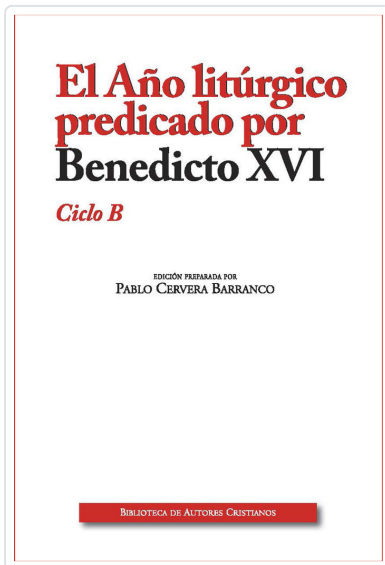 El Año litúrgico
predicado por
Benedicto XVI
Ciclo B
EDICIÓN PREPARADA POR
PABLO CERVERA BARRANCO
BIBLIOTECA DE AUTORES CRISTIANOS